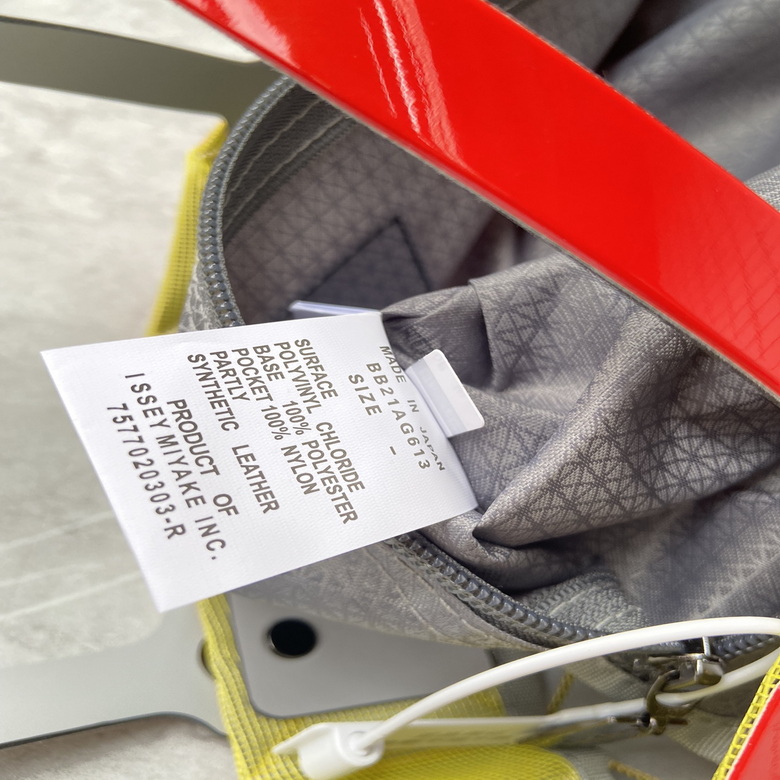 MADE IN JAPAN
BB21AG613
SIZE -
SURFACE
POLYVINYL CHLORIDE
BASE 100% POLYESTER
POCKET 100% NYLON
PARTLY
SYNTHETIC LEATHER
PRODUCT OF
ISSEY MIYAKE INC.
7577020303-R